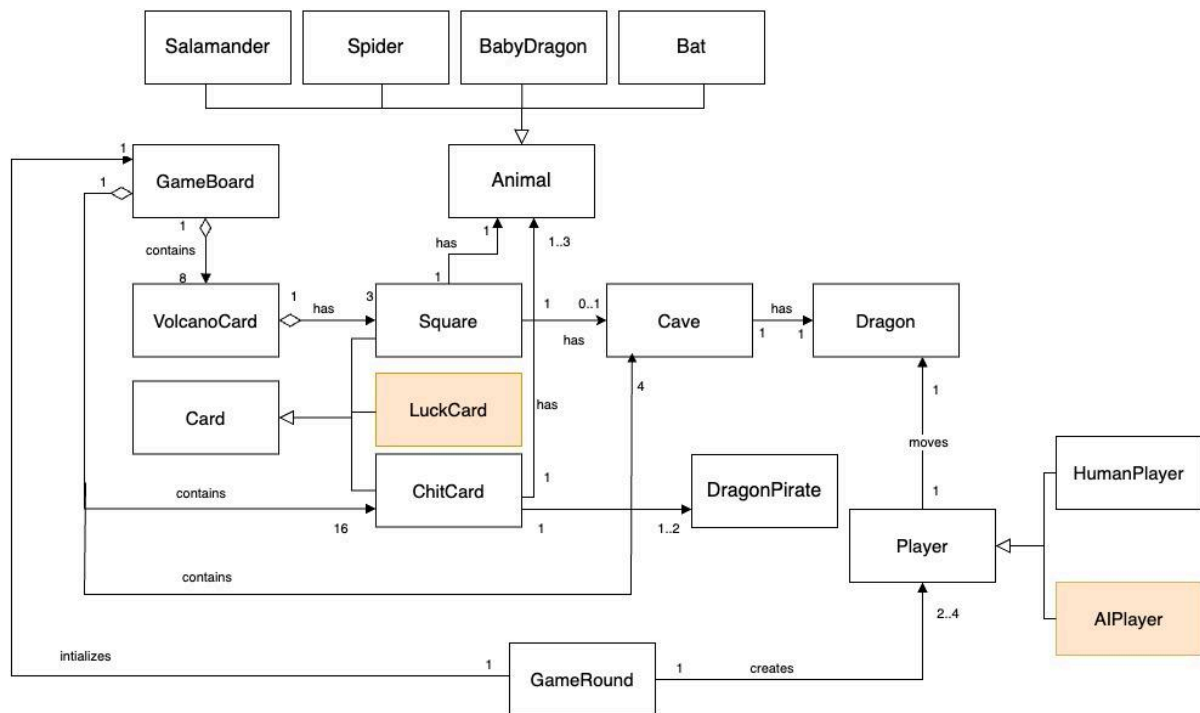 Salamander
Spider
BabyDragon
Bat
1
GameBoard
Animal
1
1
contains
8
has
1
1
1..3
VolcanoCard
1
has
3
Square
1
0..1
has
Cave
has
1
1
Dragon
Card
LuckCard
has
4
1
moves
1
ChitCard
1
contains
16
1
1..2
DragonPirate
HumanPlayer
Player
AIPlayer
contains
2..4
intializes
1
GameRound
1
creates